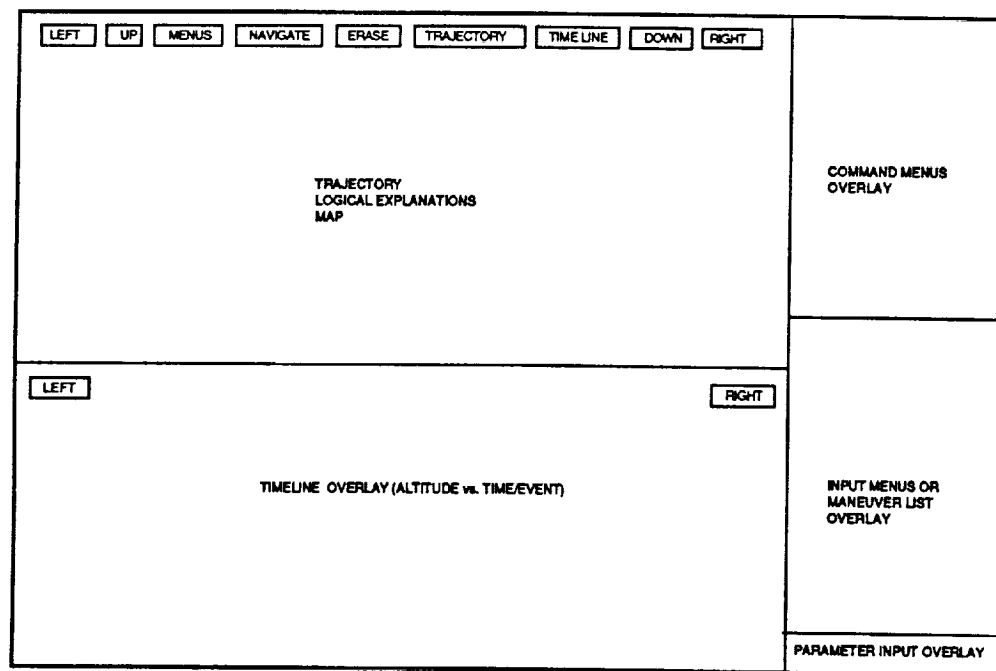 LEFT UP MENUS NAVIGATE ERASE TRAJECTORY TIME LINE DOWN RIGHT
TRAJECTORY
LOGICAL EXPLANATIONS
MAP
COMMAND MENUS
OVERLAY
LEFT RIGHT
TIMELINE OVERLAY (ALTITUDE vs. TIME/EVENT)
INPUT MENUS OR
MANEUVER LIST
OVERLAY
PARAMETER INPUT OVERLAY